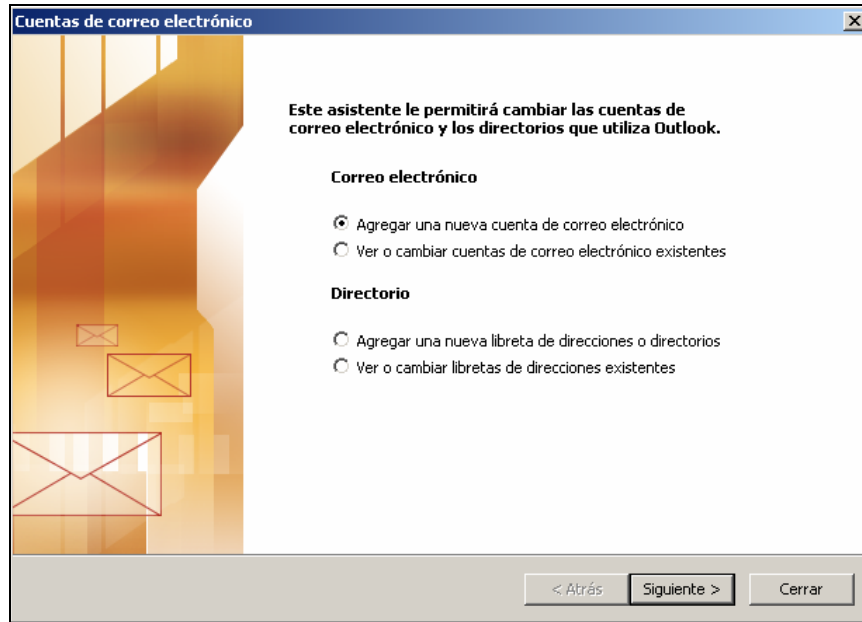 Cuentas de correo electrónico
Este asistente le permitirá cambiar las cuentas de
correo electrónico y los directorios que utiliza Outlook.
Correo electrónico
Agregar una nueva cuenta de correo electrónico
Ver o cambiar cuentas de correo electrónico existentes
Directorio
Agregar una nueva libreta de direcciones o directorios
Ver o cambiar libretas de direcciones existentes
< Atrás Siguiente > Cerrar